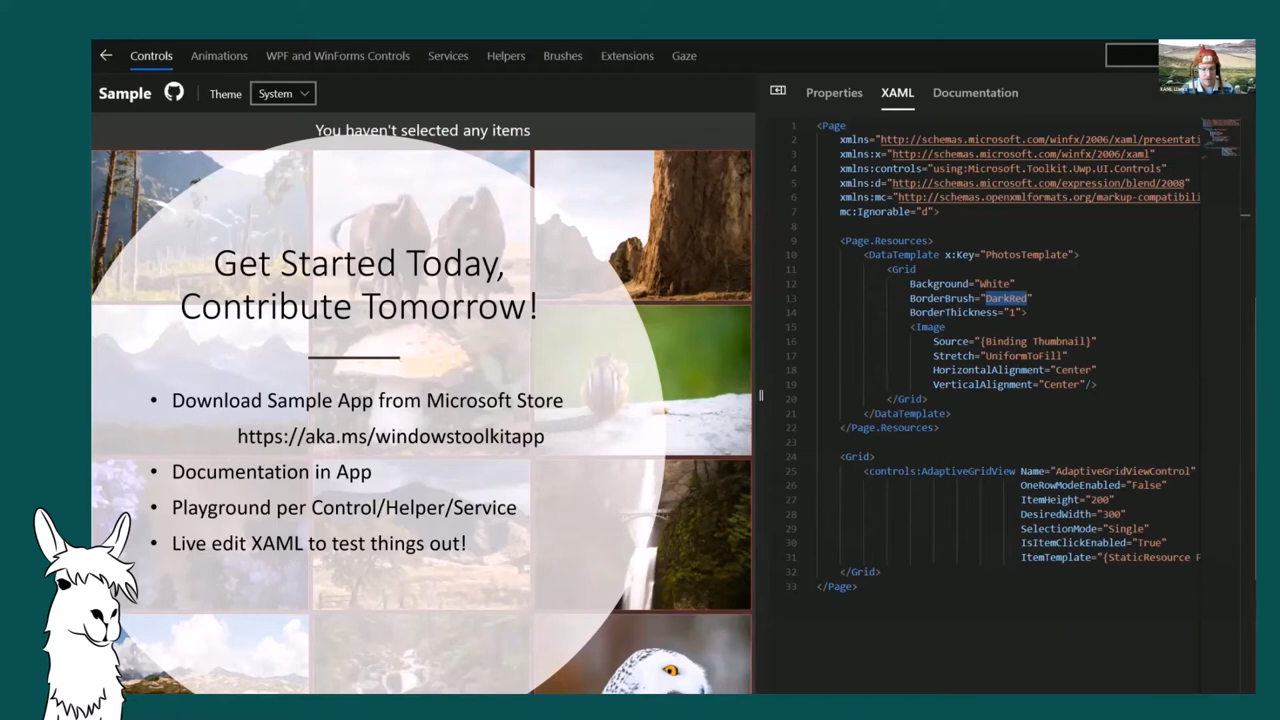 Controls
Animations
WPF and WinForms Controls
Services
Helpers
Brushes
Extensions
Gaze
Sample
Theme
System
You haven't selected any items
Get Started Today,
Contribute Tomorrow!
• Download Sample App from Microsoft Store
https://aka.ms/windowstoolkitapp
• Documentation in App
• Playground per Control/Helper/Service
• Live edit XAML to test things out!
Properties
XAML
Documentation
1 <Page
2 xmlns="http://schemas.microsoft.com/winfx/2006/xaml/presentati
3 xmlns:x="http://schemas.microsoft.com/winfx/2006/xaml"
4 xmlns:controls="using:Microsoft.Toolkit.Uwp.UI.Controls"
5 xmlns:d="http://schemas.microsoft.com/expression/blend/2008"
6 xmlns:mc="http://schemas.openxmlformats.org/markup-compatibili
7 mc:Ignorable="d">
8
9 <Page.Resources>
10 <DataTemplate x:Key="PhotosTemplate">
11 <Grid
12 Background="White"
13 BorderBrush="DarkRed"
14 BorderThickness="1">
15 <Image
16 Source="{Binding Thumbnail}"
17 Stretch="UniformToFill"
18 HorizontalAlignment="Center"
19 VerticalAlignment="Center"/>
20 </Grid>
21 </DataTemplate>
22 </Page.Resources>
23
24 <Grid>
25 <controls:AdaptiveGridView Name="AdaptiveGridViewControl"
26 OneRowModeEnabled="False"
27 ItemHeight="200"
28 DesiredWidth="300"
29 SelectionMode="Single"
30 IsItemClickEnabled="True"
31 ItemTemplate="{StaticResource P
32 </Grid>
33 </Page>